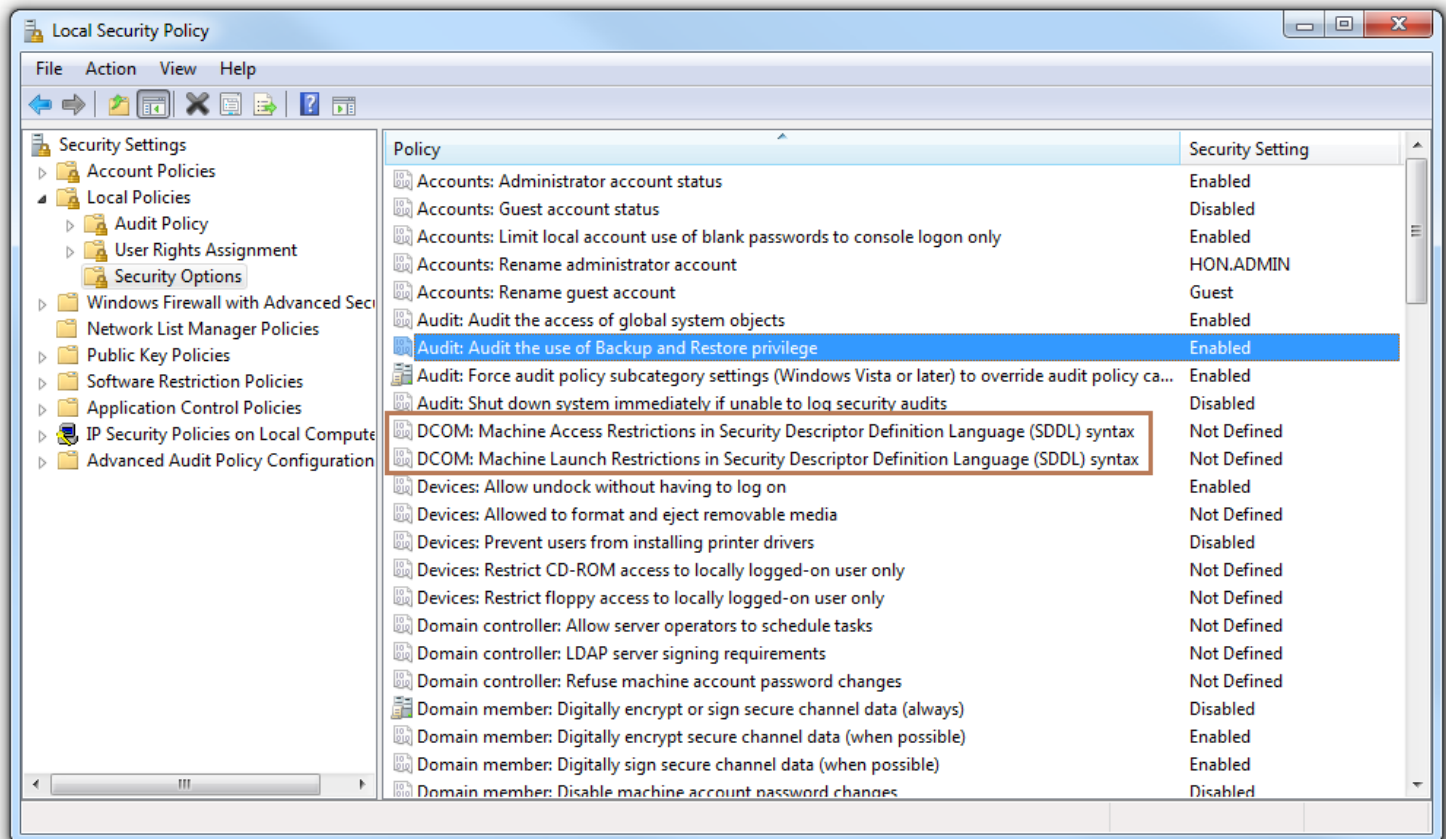 Local Security Policy
File Action View Help
Security Settings
Account Policies
Local Policies
Audit Policy
User Rights Assignment
Security Options
Windows Firewall with Advanced Secu
Network List Manager Policies
Public Key Policies
Software Restriction Policies
Application Control Policies
IP Security Policies on Local Compute
Advanced Audit Policy Configuration
Policy Security Setting
Accounts: Administrator account status Enabled
Accounts: Guest account status Disabled
Accounts: Limit local account use of blank passwords to console logon only Enabled
Accounts: Rename administrator account HON.ADMIN
Accounts: Rename guest account Guest
Audit: Audit the access of global system objects Enabled
Audit: Audit the use of Backup and Restore privilege Enabled
Audit: Force audit policy subcategory settings (Windows Vista or later) to override audit policy ca... Enabled
Audit: Shut down system immediately if unable to log security audits Disabled
DCOM: Machine Access Restrictions in Security Descriptor Definition Language (SDDL) syntax Not Defined
DCOM: Machine Launch Restrictions in Security Descriptor Definition Language (SDDL) syntax Not Defined
Devices: Allow undock without having to log on Enabled
Devices: Allowed to format and eject removable media Not Defined
Devices: Prevent users from installing printer drivers Disabled
Devices: Restrict CD-ROM access to locally logged-on user only Not Defined
Devices: Restrict floppy access to locally logged-on user only Not Defined
Domain controller: Allow server operators to schedule tasks Not Defined
Domain controller: LDAP server signing requirements Not Defined
Domain controller: Refuse machine account password changes Not Defined
Domain member: Digitally encrypt or sign secure channel data (always) Disabled
Domain member: Digitally encrypt secure channel data (when possible) Enabled
Domain member: Digitally sign secure channel data (when possible) Enabled
Domain member: Disable machine account password changes Disabled